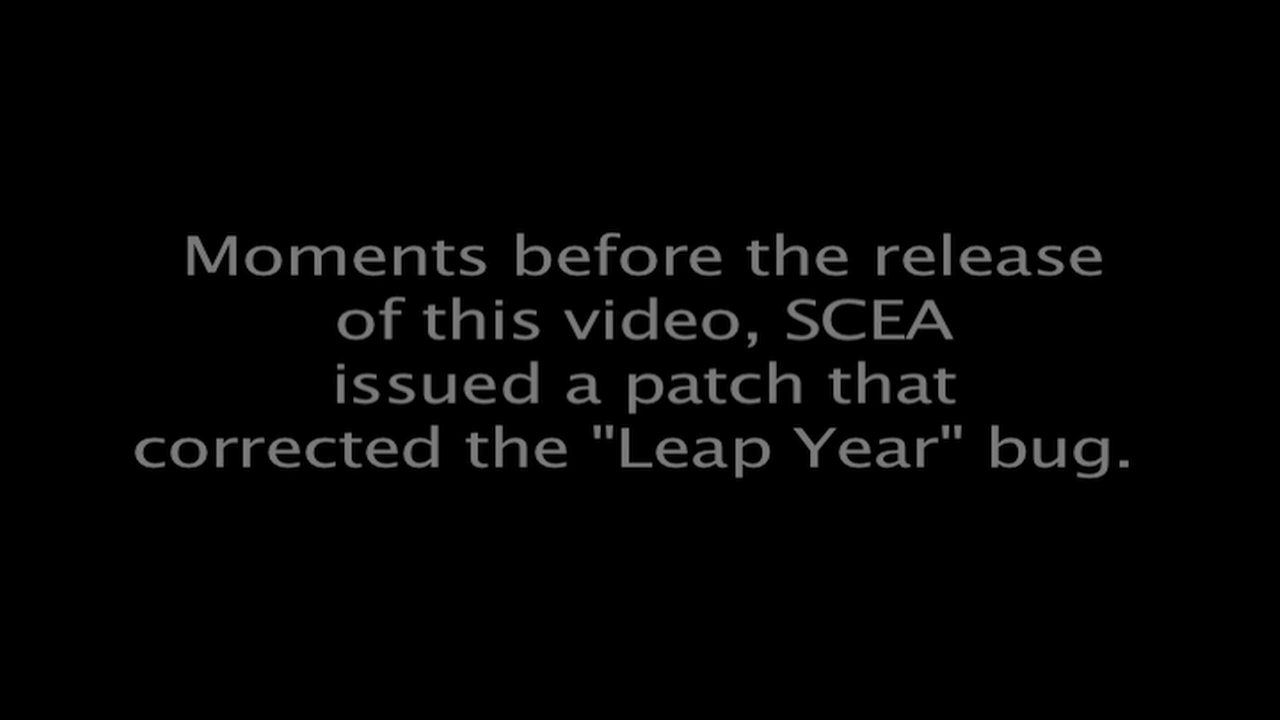 Moments before the release
of this video, SCEA
issued a patch that
corrected the "Leap Year" bug.